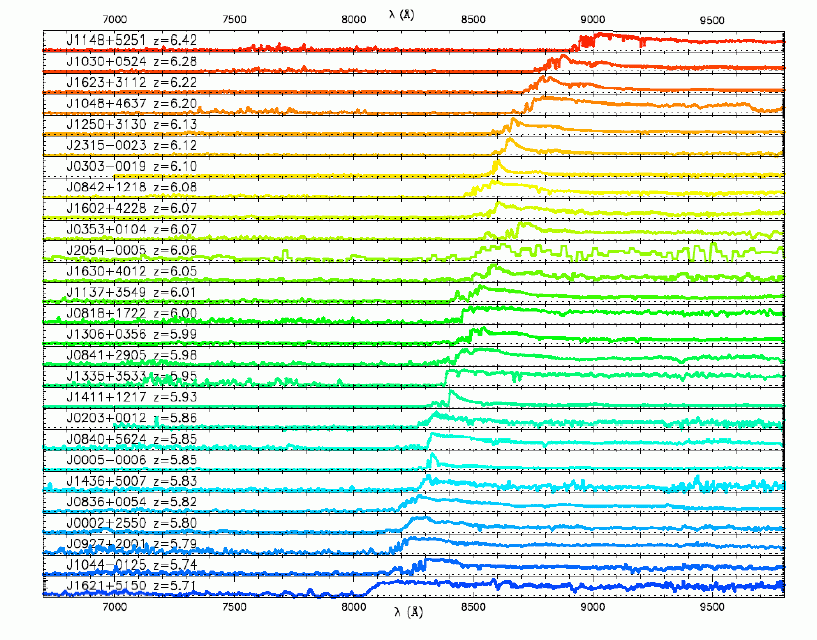 λ (Å)
7000 7500 8000 8500 9000 9500
J1148+5251 z=6.42
J1030+0524 z=6.28
J1623+3112 z=6.22
J1048+4637 z=6.20
J1250+3130 z=6.13
J2315-0023 z=6.12
J0303-0019 z=6.10
J0842+1218 z=6.08
J1602+4228 z=6.07
J0353+0104 z=6.07
J2054-0005 z=6.06
J1630+4012 z=6.05
J1137+3549 z=6.01
J0818+1722 z=6.00
J1306+0356 z=5.99
J0841+2905 z=5.98
J1335+3533 z=5.95
J1411+1217 z=5.93
J0203+0012 z=5.86
J0840+5624 z=5.85
J0005-0006 z=5.85
J1436+5007 z=5.83
J0836+0054 z=5.82
J0002+2550 z=5.80
J0927+2001 z=5.79
J1044-0125 z=5.74
J1621+5150 z=5.71
7000 7500 8000 8500 9000 9500
λ (Å)